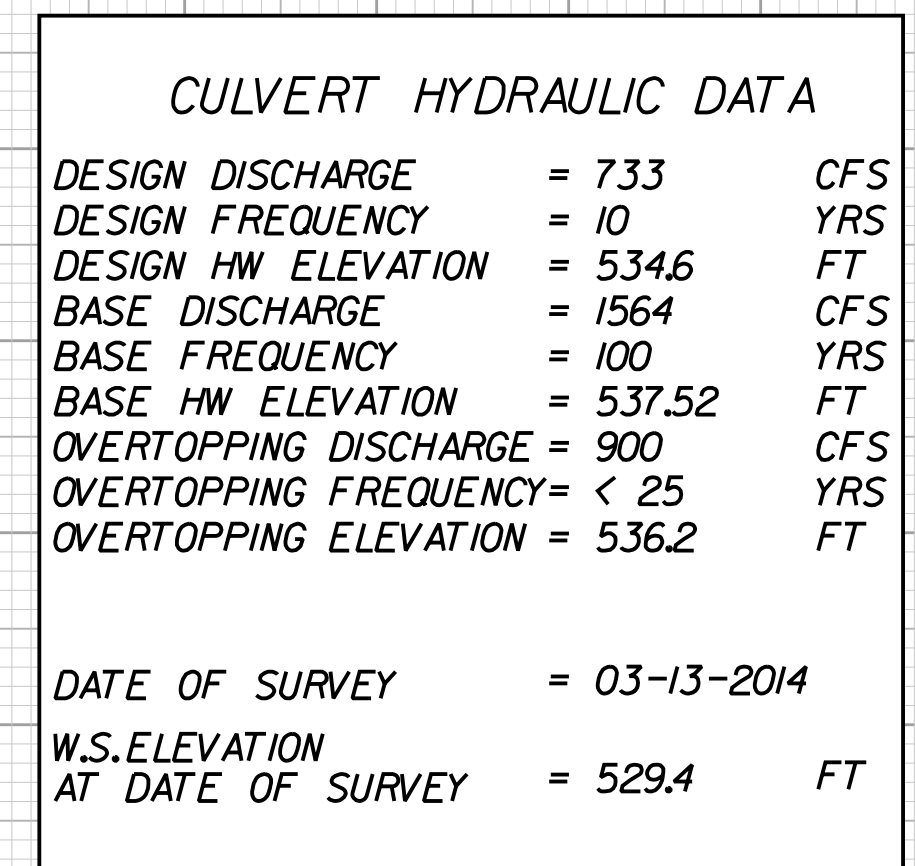 CULVERT HYDRAULIC DATA
DESIGN DISCHARGE = 733 CFS
DESIGN FREQUENCY = 10 YRS
DESIGN HW ELEVATION = 534.6 FT
BASE DISCHARGE = 1564 CFS
BASE FREQUENCY = 100 YRS
BASE HW ELEVATION = 537.52 FT
OVERTOPPING DISCHARGE = 900 CFS
OVERTOPPING FREQUENCY= < 25 YRS
OVERTOPPING ELEVATION = 536.2 FT
DATE OF SURVEY = 03-13-2014
W.S.ELEVATION
AT DATE OF SURVEY = 529.4 FT